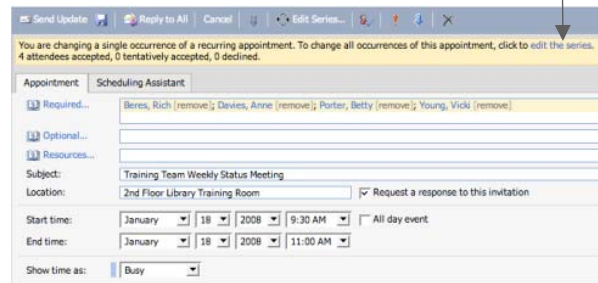 Send Update Reply to All Cancel Edit Series...
You are changing a single occurrence of a recurring appointment. To change all occurrences of this appointment, click to edit the series.
4 attendees accepted, 0 tentatively accepted, 0 declined.
Appointment Scheduling Assistant
Required... Beres, Rich [remove]; Davies, Anne [remove]; Porter, Betty [remove]; Young, Vicki [remove]
Optional...
Resources...
Subject: Training Team Weekly Status Meeting
Location: 2nd Floor Library Training Room Request a response to this invitation
Start time: January 18 2008 9:30 AM All day event
End time: January 18 2008 11:00 AM
Show time as: Busy